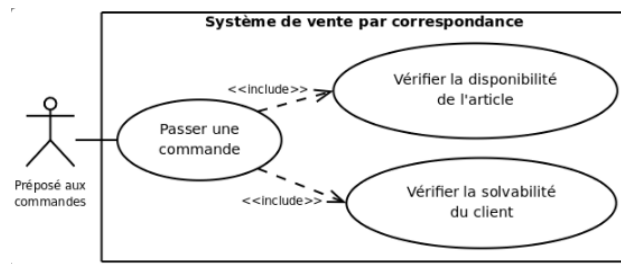 Système de vente par correspondance
<<include>>
Vérifier la disponibilité
de l'article
Passer une
commande
Préposé aux
commandes
<<include>>
Vérifier la solvabilité
du client